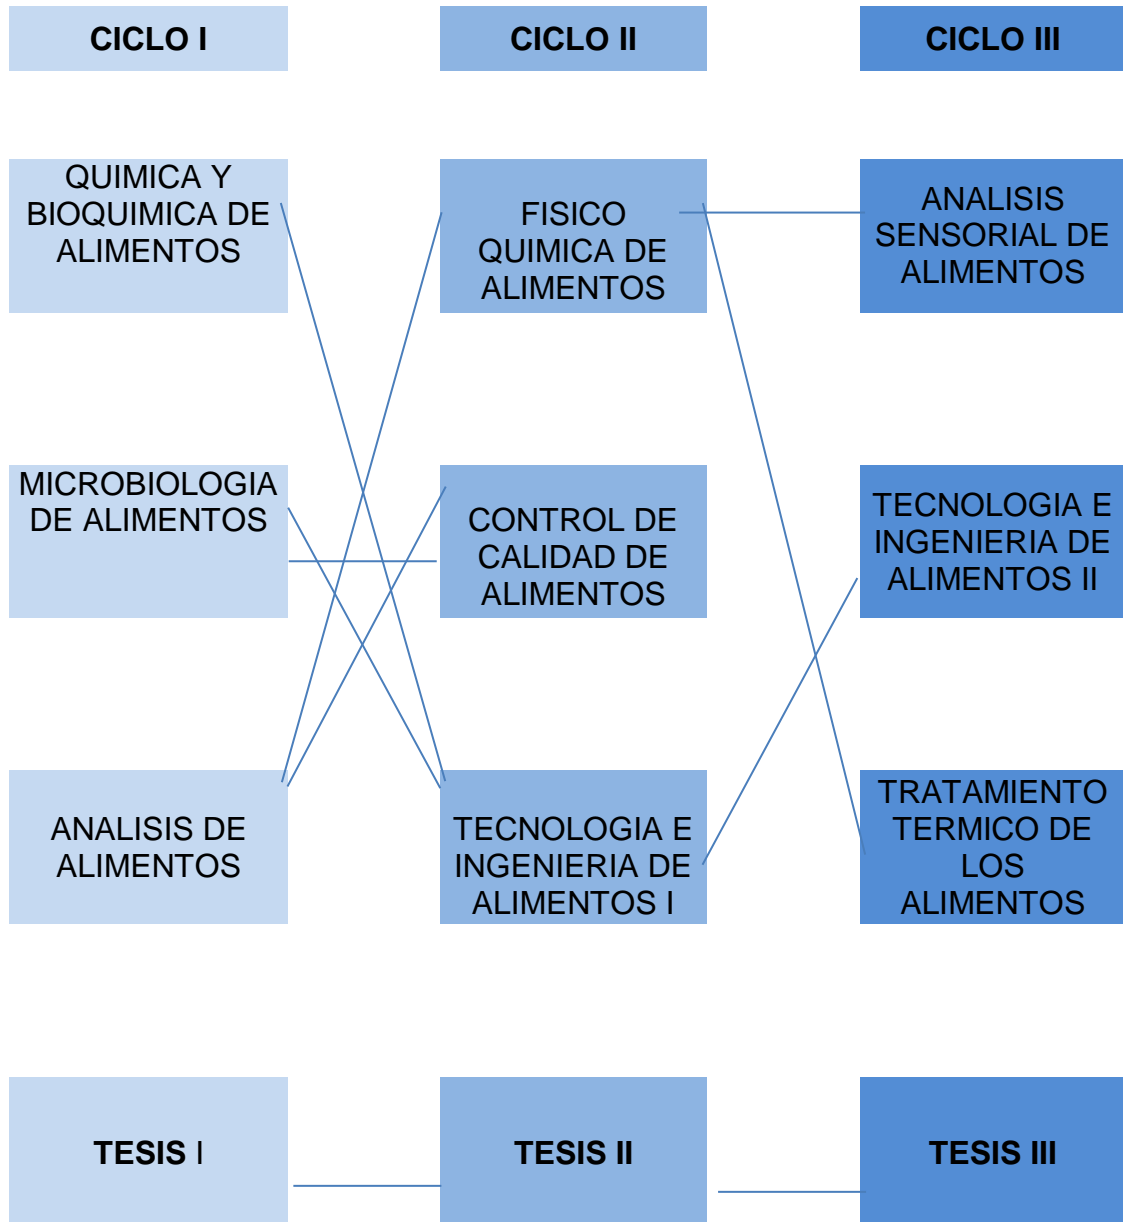 CICLO I
CICLO II
CICLO III
QUIMICA Y
BIOQUIMICA DE
ALIMENTOS
FISICO
QUIMICA DE
ALIMENTOS
ANALISIS
SENSORIAL DE
ALIMENTOS
MICROBIOLOGIA
DE ALIMENTOS
CONTROL DE
CALIDAD DE
ALIMENTOS
TECNOLOGIA E
INGENIERIA DE
ALIMENTOS II
ANALISIS DE
ALIMENTOS
TECNOLOGIA E
INGENIERIA DE
ALIMENTOS I
TRATAMIENTO
TERMICO DE
LOS
ALIMENTOS
TESIS I
TESIS II
TESIS III